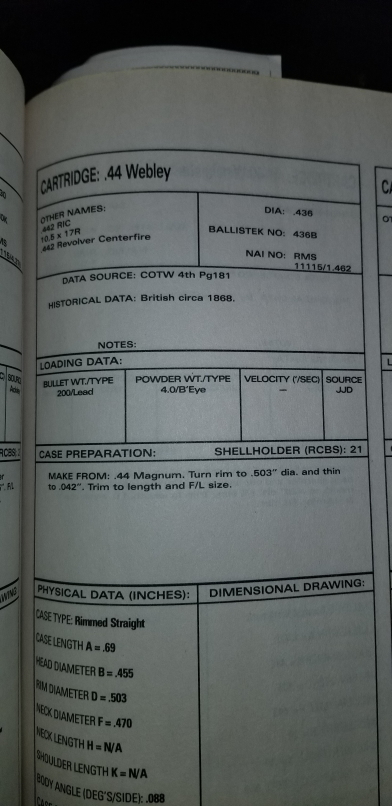 CARTRIDGE: .44 Webley
OTHER NAMES:
442 RIC
10.5 x 17R
442 Revolver Centerfire
DIA: .436
BALLISTEK NO: 436B
NAI NO: RMS
11115/1.462
DATA SOURCE: COTW 4th Pg181
HISTORICAL DATA: British circa 1868.
NOTES:
LOADING DATA:
BULLET WT./TYPE
200/Lead
POWDER WT./TYPE
4.0/B'Eye
VELOCITY ('/SEC)
—
SOURCE
JJD
CASE PREPARATION: SHELLHOLDER (RCBS): 21
MAKE FROM: .44 Magnum. Turn rim to .503" dia. and thin
to .042". Trim to length and F/L size.
PHYSICAL DATA (INCHES):
CASE TYPE: Rimmed Straight
CASE LENGTH A = .69
HEAD DIAMETER B = .455
RIM DIAMETER D = .503
NECK DIAMETER F = .470
NECK LENGTH H = N/A
SHOULDER LENGTH K = N/A
BODY ANGLE (DEG'S/SIDE): .088
DIMENSIONAL DRAWING: